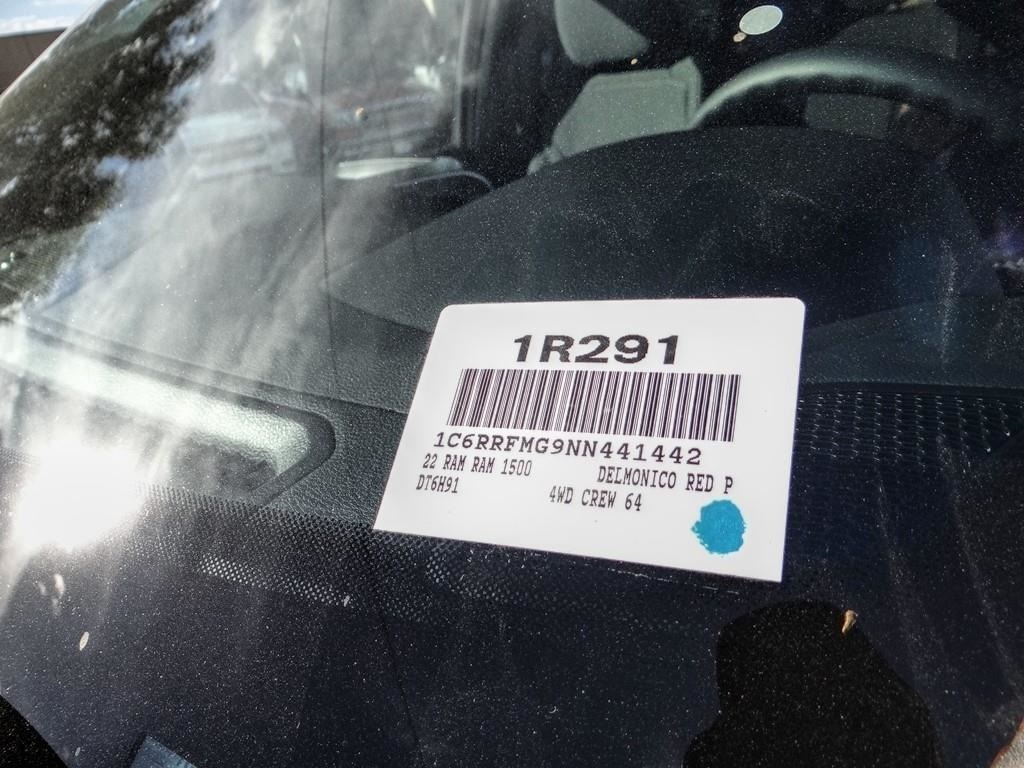 1R291
1C6RRFMG9NN441442
22 RAM RAM 1500 DELMONICO RED P
DT6H91 4WD CREW 64